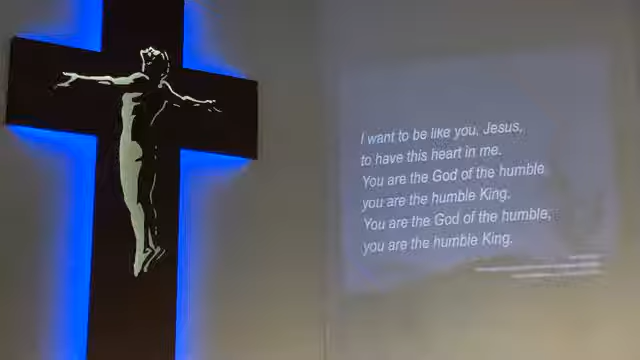 I want to be like you, Jesus,
to have this heart in me.
You are the God of the humble
you are the humble King.
You are the God of the humble,
you are the humble King.